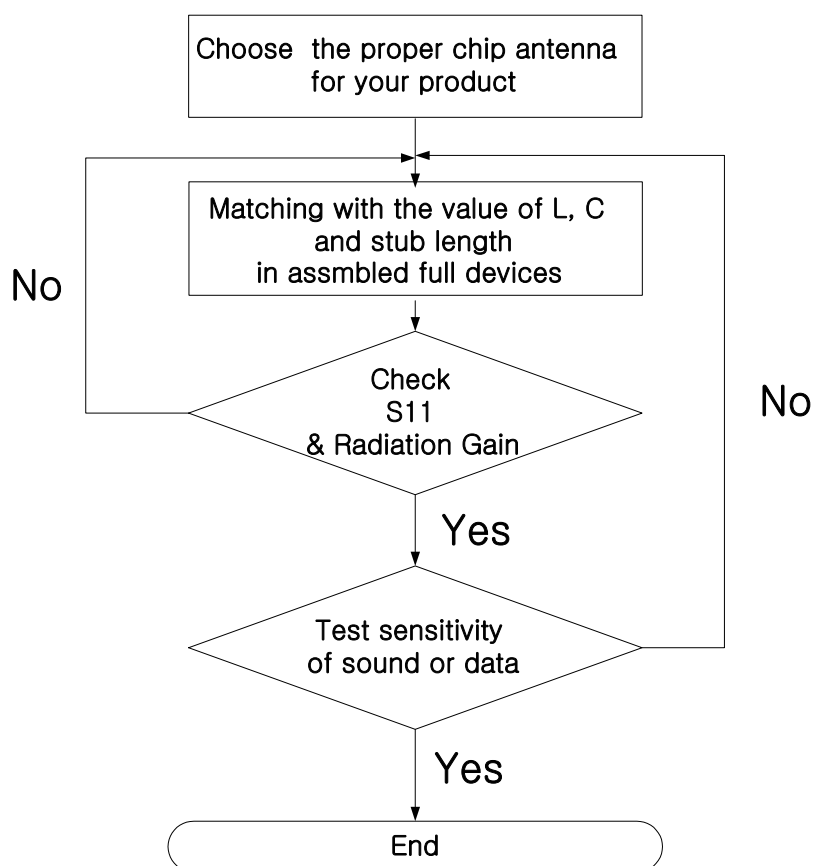 Choose the proper chip antenna
for your product
Matching with the value of L, C
and stub length
in assmbled full devices
No
Check
S11
& Radiation Gain
No
Yes
Test sensitivity
of sound or data
Yes
End